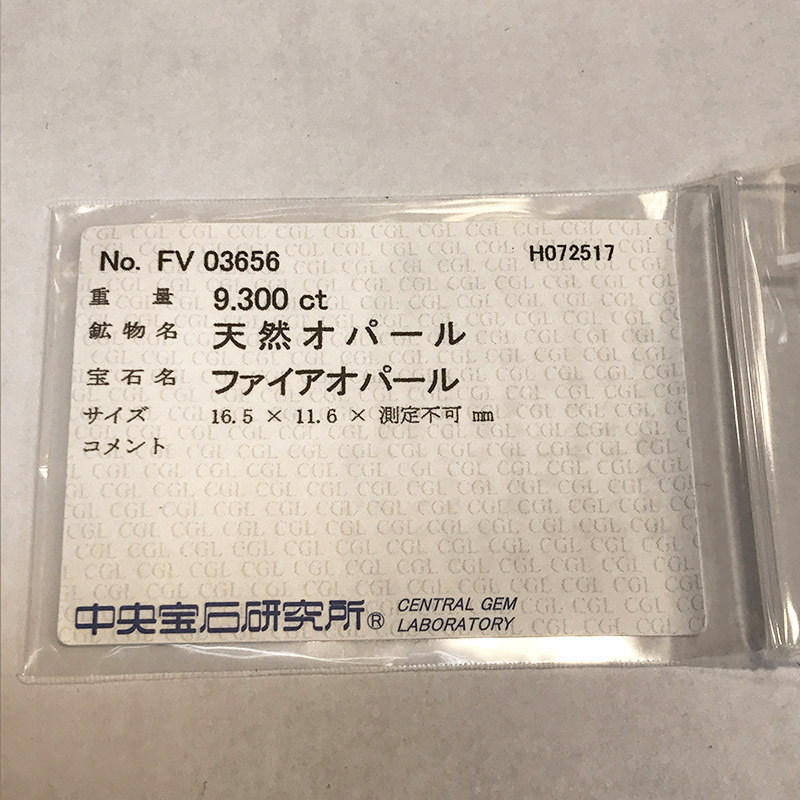 No. FV 03656 H072517
重量 9.300 ct
鉱物名 天然オパール
宝石名 ファイアオパール
サイズ 16.5 × 11.6 × 測定不可 mm
コメント
中央宝石研究所® CENTRAL GEM LABORATORY